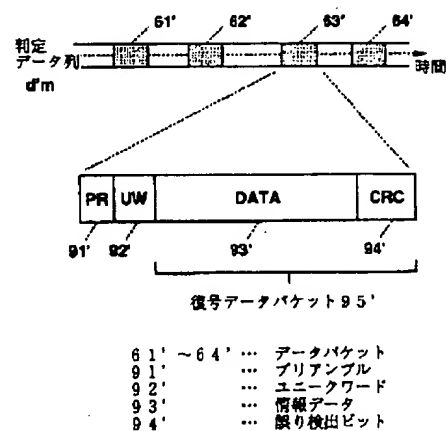 61' 62' 63' 64'
判定
データ列
d'm
時間
PR UW DATA CRC
91' 92' 93' 94'
復号データパケット95'
61'~64' … データパケット
91' … プリアンブル
92' … ユニークワード
93' … 情報データ
94' … 誤り検出ビット